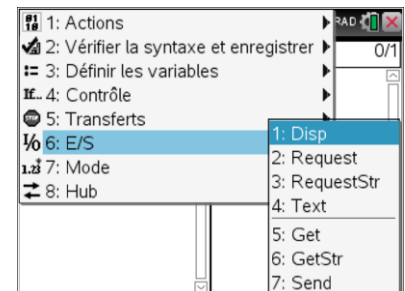 1: Actions
2: Vérifier la syntaxe et enregistrer
3: Définir les variables
If.. 4: Contrôle
5: Transferts
I/O 6: E/S
7: Mode
8: Hub
RAD
0/1
1: Disp
2: Request
3: RequestStr
4: Text
5: Get
6: GetStr
7: Send